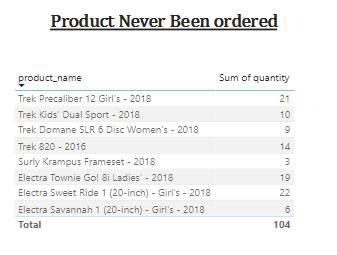 Product Never Been ordered
product_name Sum of quantity
Trek Precaliber 12 Girl's - 2018 21
Trek Kids' Dual Sport - 2018 10
Trek Domane SLR 6 Disc Women's - 2018 9
Trek 820 - 2016 14
Surly Krampus Frameset - 2018 3
Electra Townie Go! 8i Ladies' - 2018 19
Electra Sweet Ride 1 (20-inch) - Girl's - 2018 22
Electra Savannah 1 (20-inch) - Girl's - 2018 6
Total 104